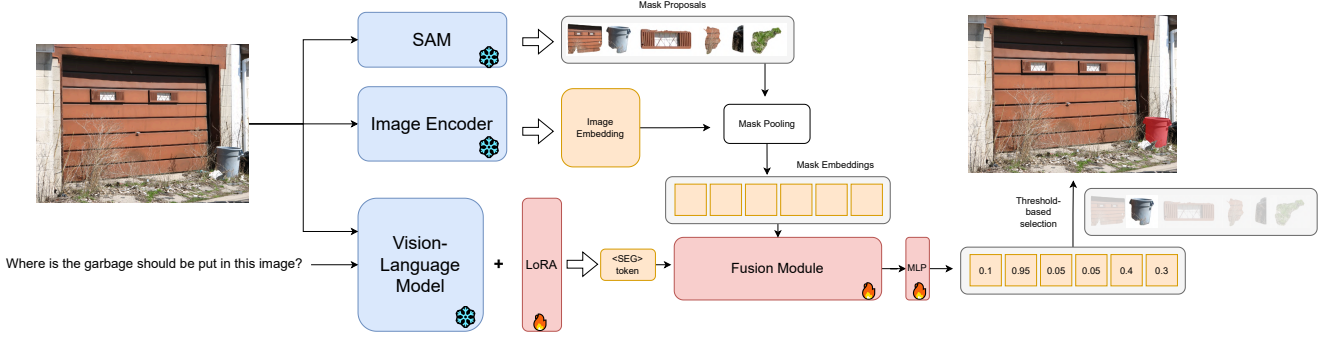 Mask Proposals
SAM
Image Encoder
Image
Embedding
Mask Pooling
Mask Embeddings
Where is the garbage should be put in this image?
Vision-
Language
Model
+
LoRA
<SEG>
token
Fusion Module
MLP
0.1
0.95
0.05
0.05
0.4
0.3
Threshold-
based
selection